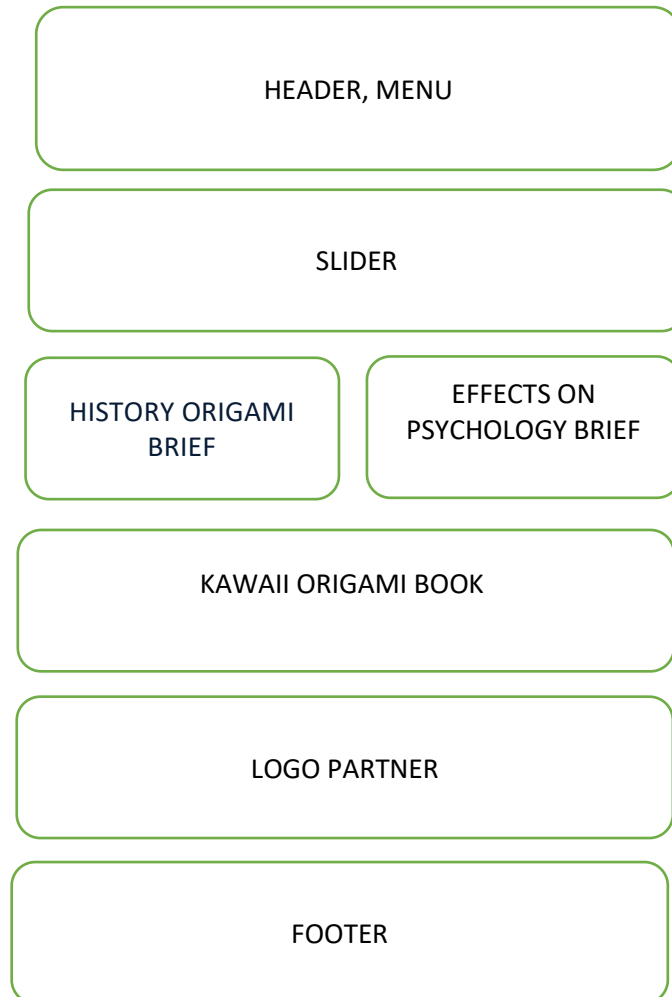 HEADER, MENU
SLIDER
HISTORY ORIGAMI
BRIEF
EFFECTS ON
PSYCHOLOGY BRIEF
KAWAII ORIGAMI BOOK
LOGO PARTNER
FOOTER